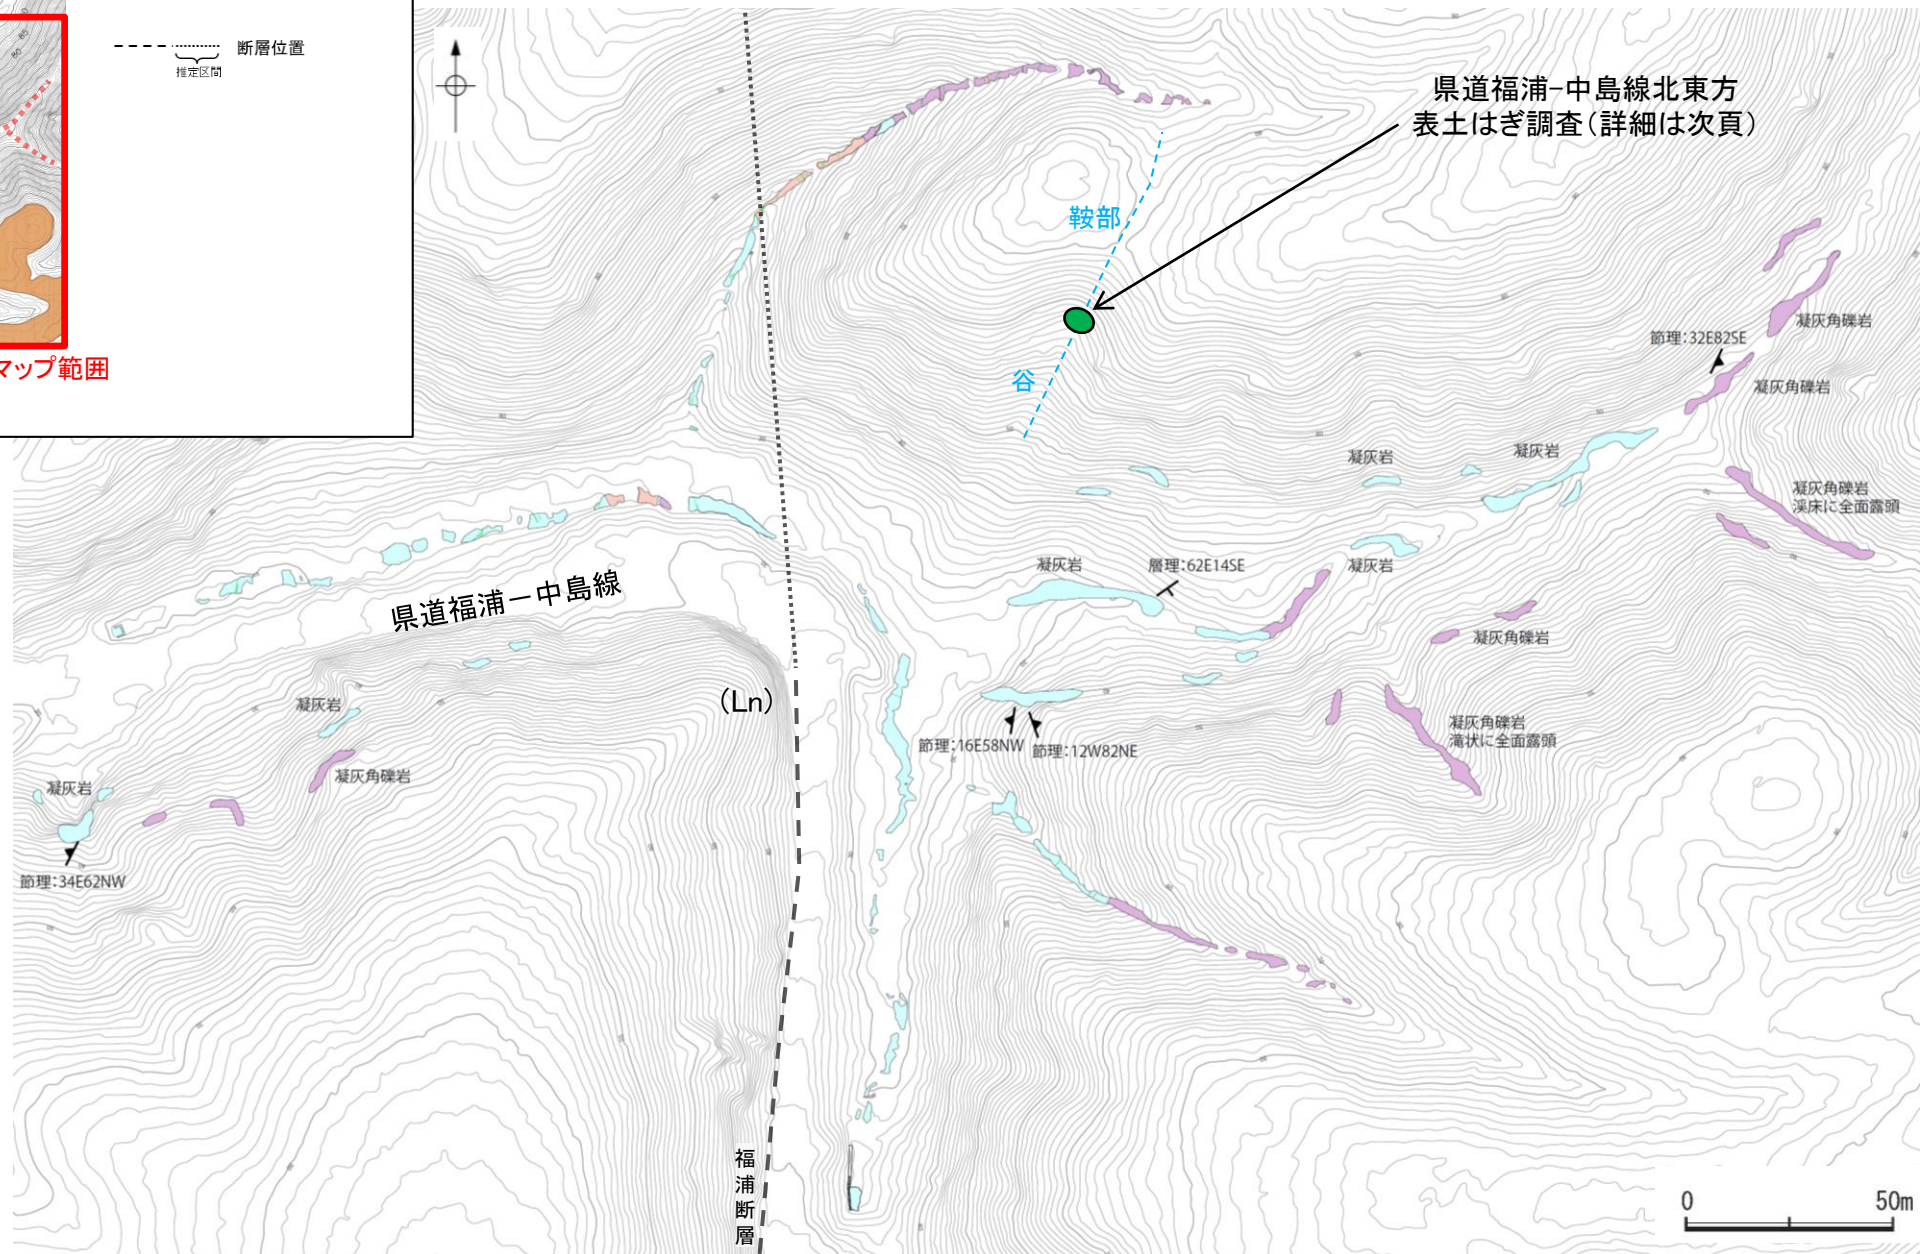 断層位置
推定区間
マップ範囲
県道福浦-中島線北東方
表土はぎ調査(詳細は次頁)
鞍部
谷
節理:32E82SE
凝灰角礫岩
凝灰角礫岩
凝灰岩
凝灰岩
凝灰角礫岩
渓床に全面露頭
凝灰岩
層理:62E14SE
凝灰岩
県道福浦-中島線
凝灰角礫岩
(Ln)
凝灰岩
凝灰角礫岩
滝状に全面露頭
節理:16E58NW
節理:12W82NE
凝灰角礫岩
凝灰岩
節理:34E62NW
福浦断層
0 50m